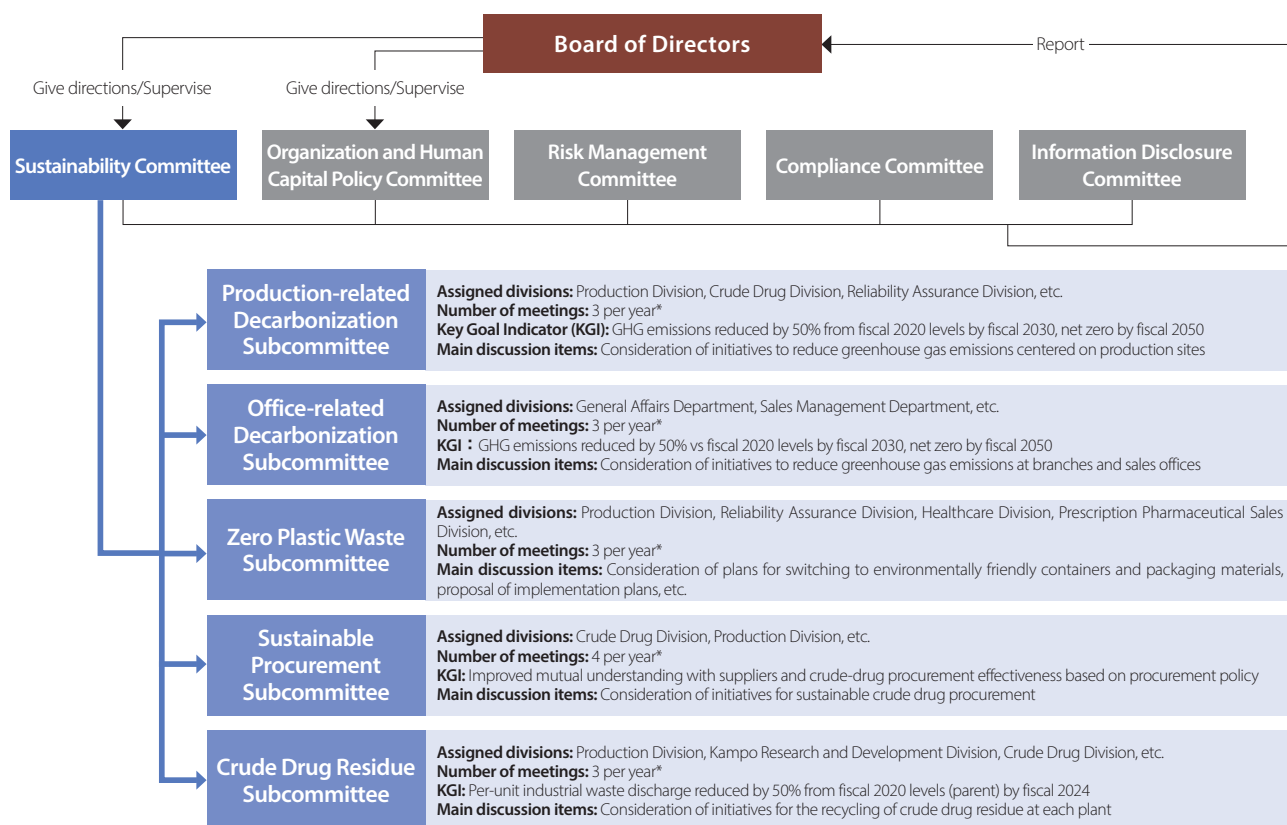 Board of Directors
Report
Give directions/Supervise
Give directions/Supervise
Sustainability Committee
Organization and Human
Capital Policy Committee
Risk Management
Committee
Compliance Committee
Information Disclosure
Committee
Production-related
Decarbonization
Subcommittee
Assigned divisions: Production Division, Crude Drug Division, Reliability Assurance Division, etc.
Number of meetings: 3 per year*
Key Goal Indicator (KGI): GHG emissions reduced by 50% from fiscal 2020 levels by fiscal 2030, net zero by fiscal 2050
Main discussion items: Consideration of initiatives to reduce greenhouse gas emissions centered on production sites
Office-related
Decarbonization
Subcommittee
Assigned divisions: General Affairs Department, Sales Management Department, etc.
Number of meetings: 3 per year*
KGI：GHG emissions reduced by 50% vs fiscal 2020 levels by fiscal 2030, net zero by fiscal 2050
Main discussion items: Consideration of initiatives to reduce greenhouse gas emissions at branches and sales offices
Zero Plastic Waste
Subcommittee
Assigned divisions: Production Division, Reliability Assurance Division, Healthcare Division, Prescription Pharmaceutical Sales
Division, etc.
Number of meetings: 3 per year*
Main discussion items: Consideration of plans for switching to environmentally friendly containers and packaging materials,
proposal of implementation plans, etc.
Sustainable
Procurement
Subcommittee
Assigned divisions: Crude Drug Division, Production Division, etc.
Number of meetings: 4 per year*
KGI: Improved mutual understanding with suppliers and crude-drug procurement effectiveness based on procurement policy
Main discussion items: Consideration of initiatives for sustainable crude drug procurement
Crude Drug Residue
Subcommittee
Assigned divisions: Production Division, Kampo Research and Development Division, Crude Drug Division, etc.
Number of meetings: 3 per year*
KGI: Per-unit industrial waste discharge reduced by 50% from fiscal 2020 levels (parent) by fiscal 2024
Main discussion items: Consideration of initiatives for the recycling of crude drug residue at each plant